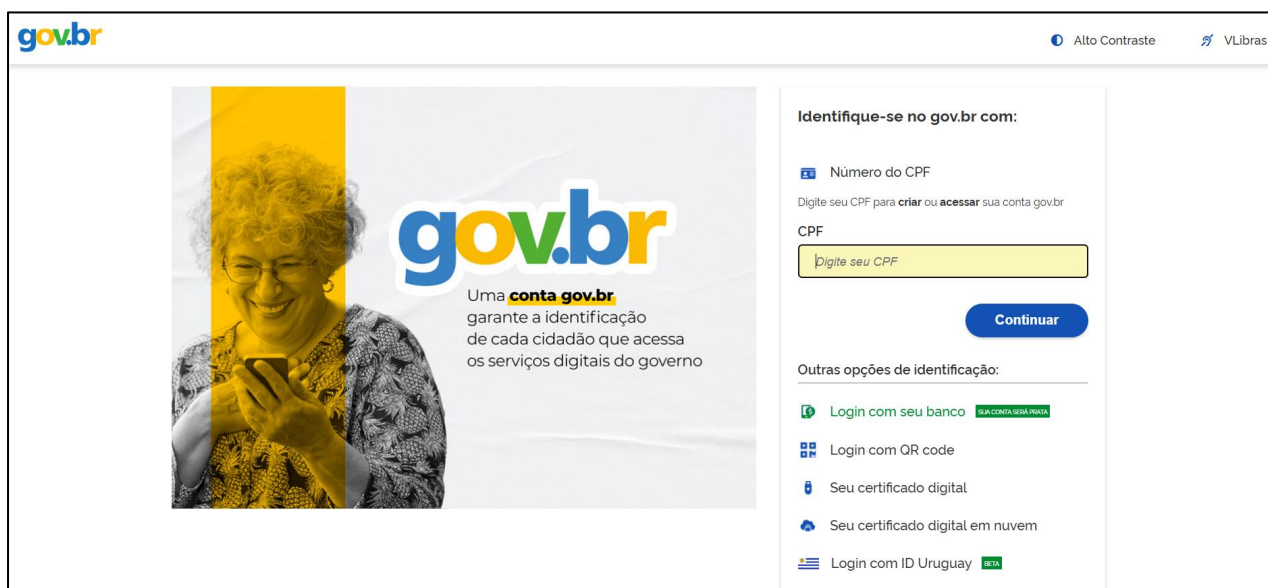 gov.br
Alto Contraste
VLibras
gov.br
Uma conta gov.br
garante a identificação
de cada cidadão que acessa
os serviços digitais do governo
Identifique-se no gov.br com:
Número do CPF
Digite seu CPF para criar ou acessar sua conta gov.br
CPF
Digite seu CPF
Continuar
Outras opções de identificação:
Login com seu banco SUA CONTA SERÁ PRATA
Login com QR code
Seu certificado digital
Seu certificado digital em nuvem
Login com ID Uruguay BETA